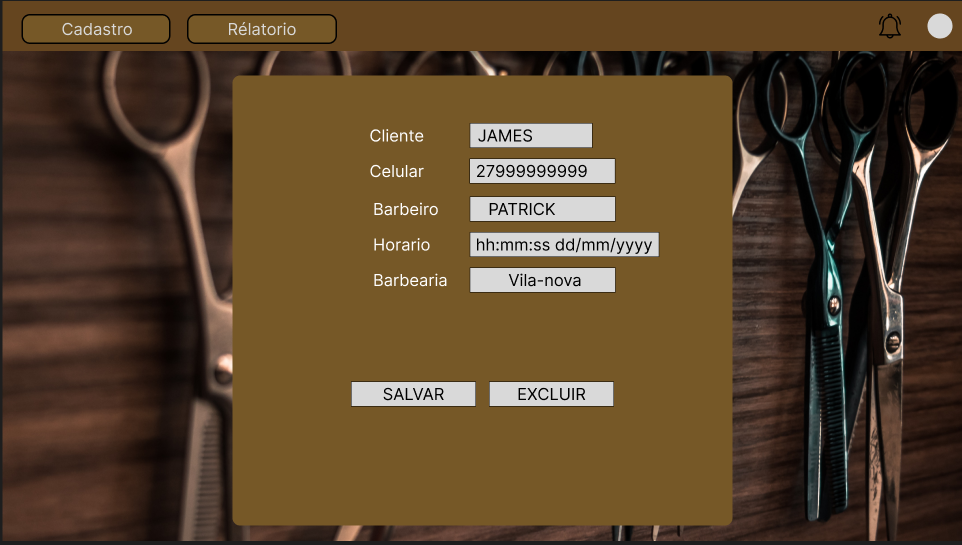 Cadastro Rélatorio
Cliente JAMES
Celular 27999999999
Barbeiro PATRICK
Horario hh:mm:ss dd/mm/yyyy
Barbearia Vila-nova
SALVAR EXCLUIR